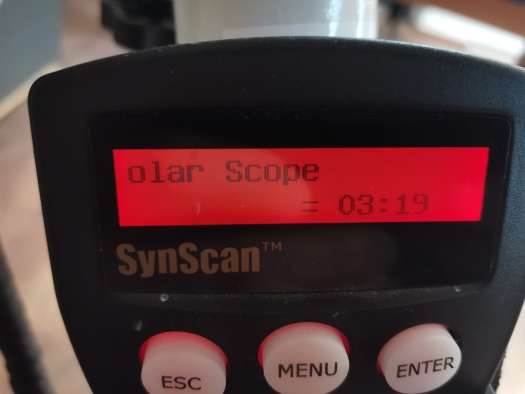 olar Scope
= 03:19
SynScan™
ESC
MENU
ENTER